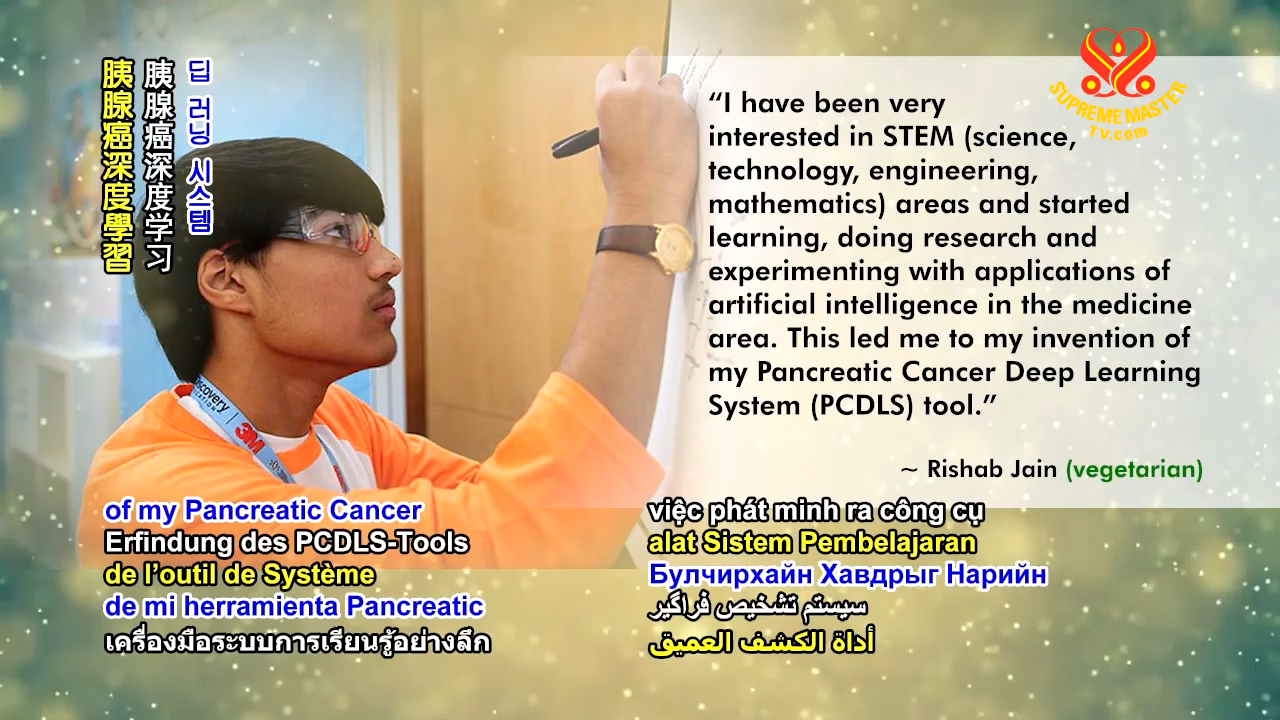 胰腺癌深度學習
胰腺癌深度学习
딥 러닝 시스템
SUPREME MASTER
TV.com
“I have been very
interested in STEM (science,
technology, engineering,
mathematics) areas and started
learning, doing research and
experimenting with applications of
artificial intelligence in the medicine
area. This led me to my invention of
my Pancreatic Cancer Deep Learning
System (PCDLS) tool.”
~ Rishab Jain (vegetarian)
Discovery
EDUCATION
3M
of my Pancreatic Cancer
Erfindung des PCDLS-Tools
de l’outil de Système
de mi herramienta Pancreatic
เครื่องมือระบบการเรียนรู้อย่างลึก
việc phát minh ra công cụ
alat Sistem Pembelajaran
Булчирхайн Хавдрыг Нарийн
سیستم تشخیص فراگیر
أداة الكشف العميق